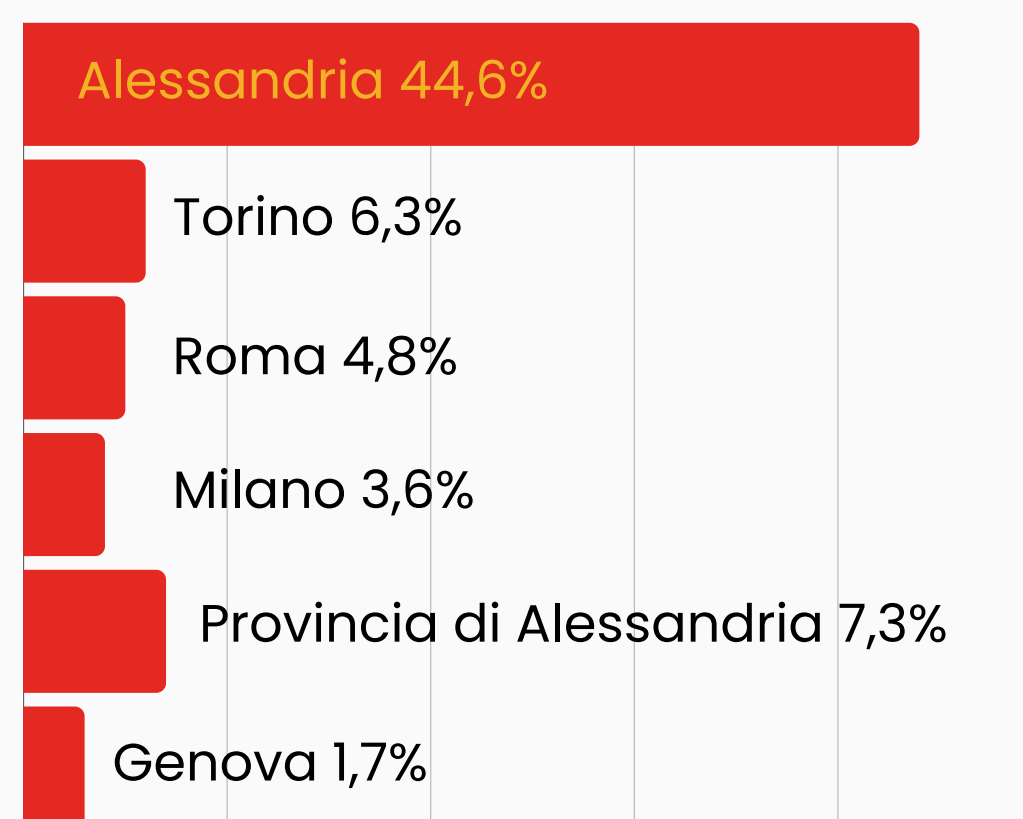 Alessandria 44,6%
Torino 6,3%
Roma 4,8%
Milano 3,6%
Provincia di Alessandria 7,3%
Genova 1,7%